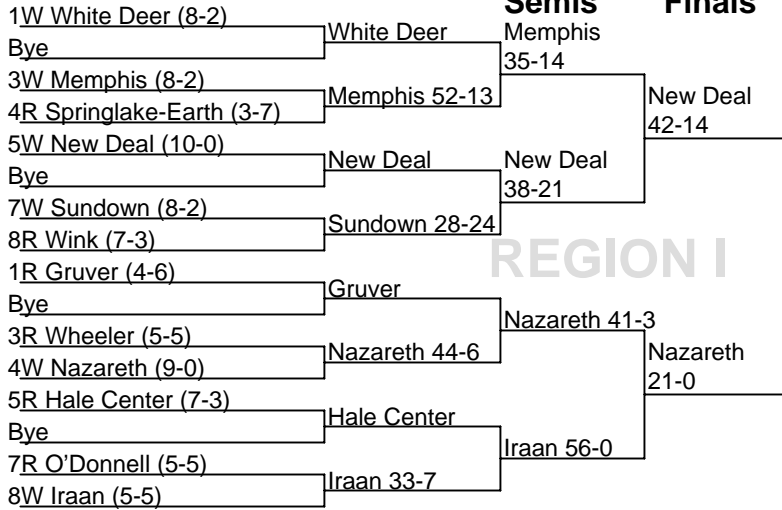 Semis Finals
1W White Deer (8-2)
Bye
3W Memphis (8-2)
4R Springlake-Earth (3-7)
5W New Deal (10-0)
Bye
7W Sundown (8-2)
8R Wink (7-3)
1R Gruver (4-6)
Bye
3R Wheeler (5-5)
4W Nazareth (9-0)
5R Hale Center (7-3)
Bye
7R O'Donnell (5-5)
8W Iraan (5-5)
White Deer
Memphis 52-13
New Deal
Sundown 28-24
Gruver
Nazareth 44-6
Hale Center
Iraan 33-7
Memphis
35-14
New Deal
38-21
REGION I
Nazareth 41-3
Iraan 56-0
New Deal
42-14
Nazareth
21-0